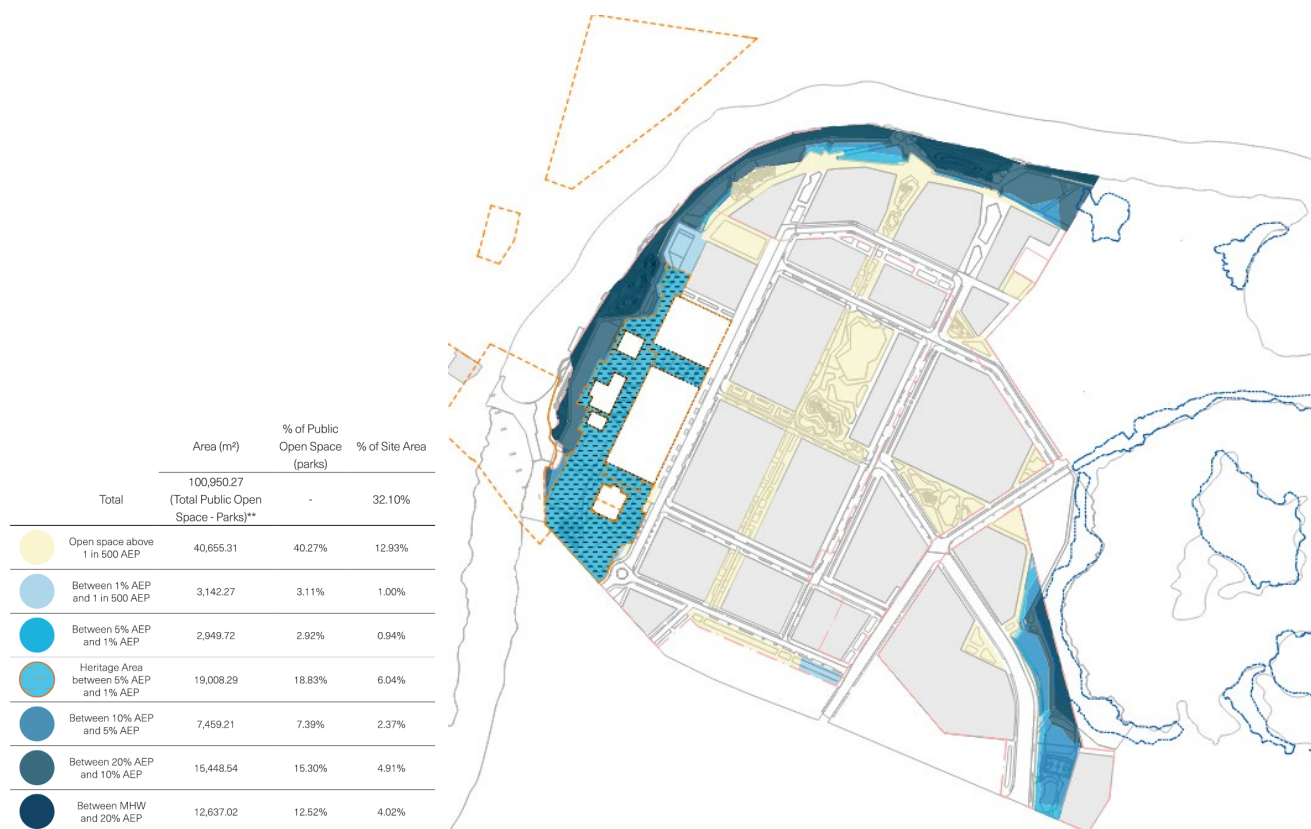 Area (m²)
% of Public
Open Space
(parks)
% of Site Area
Total
100,950.27
(Total Public Open
Space - Parks)**
-
32.10%
Open space above
1 in 500 AEP
40,655.31
40.27%
12.93%
Between 1% AEP
and 1 in 500 AEP
3,142.27
3.11%
1.00%
Between 5% AEP
and 1% AEP
2,949.72
2.92%
0.94%
Heritage Area
between 5% AEP
and 1% AEP
19,008.29
18.83%
6.04%
Between 10% AEP
and 5% AEP
7,459.21
7.39%
2.37%
Between 20% AEP
and 10% AEP
15,448.54
15.30%
4.91%
Between MHW
and 20% AEP
12,637.02
12.52%
4.02%